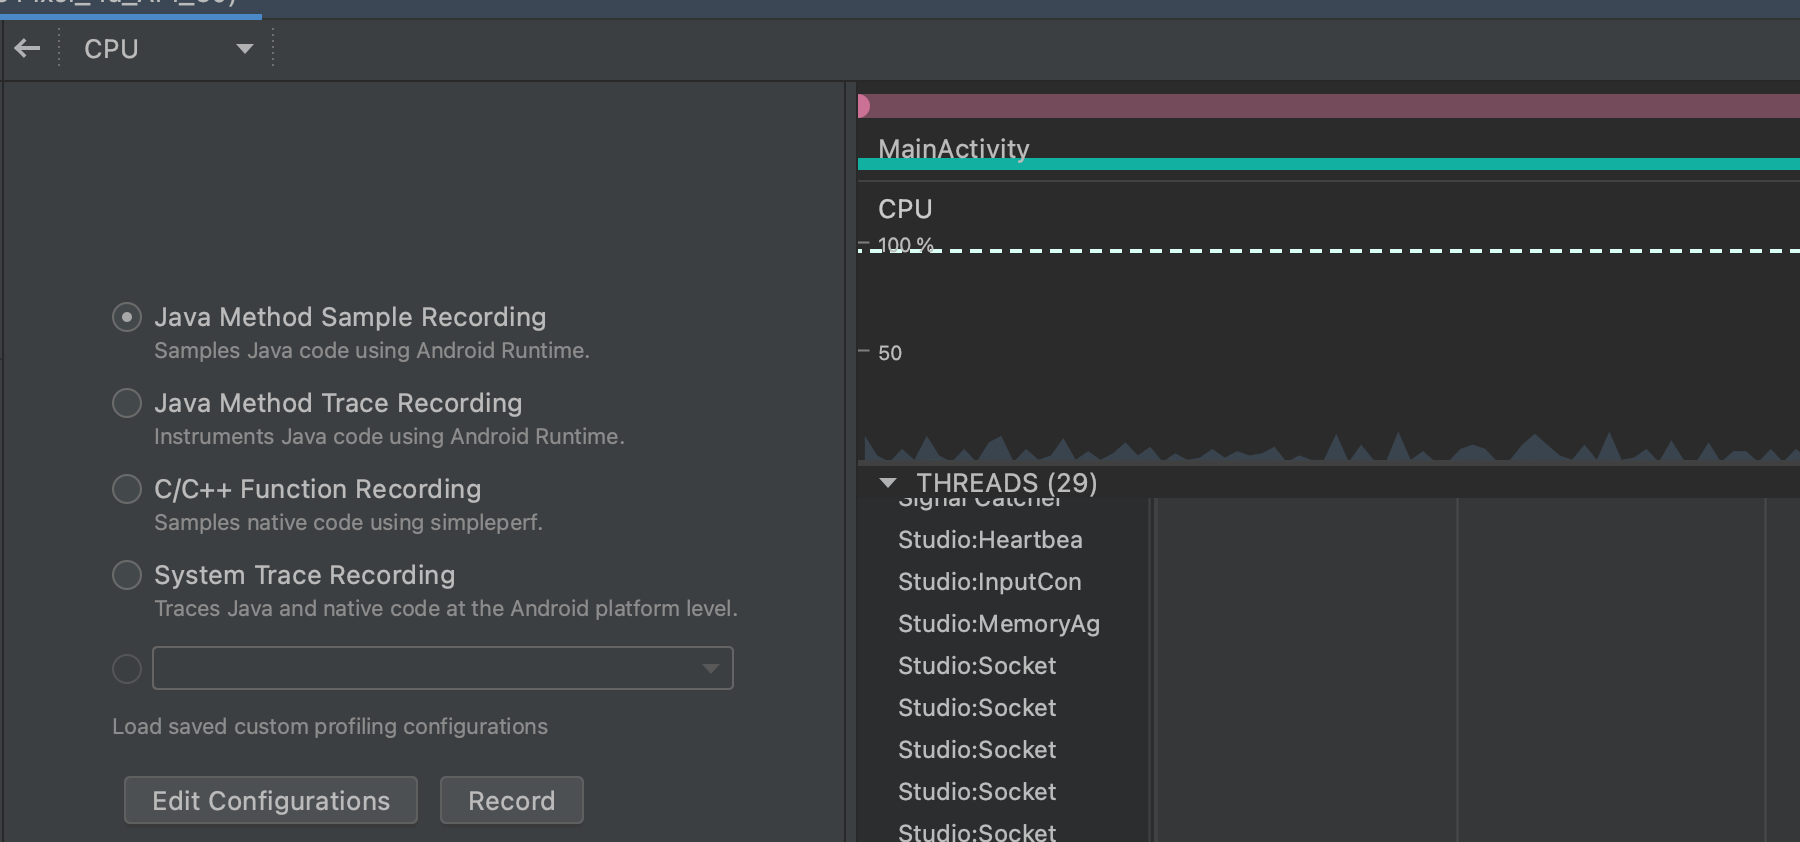 CPU
MainActivity
CPU
100 %
50
Java Method Sample Recording
Samples Java code using Android Runtime.
Java Method Trace Recording
Instruments Java code using Android Runtime.
C/C++ Function Recording
Samples native code using simpleperf.
System Trace Recording
Traces Java and native code at the Android platform level.
Load saved custom profiling configurations
Edit Configurations
Record
THREADS (29)
Signal Catcher
Studio:Heartbea
Studio:InputCon
Studio:MemoryAg
Studio:Socket
Studio:Socket
Studio:Socket
Studio:Socket
Studio:Socket